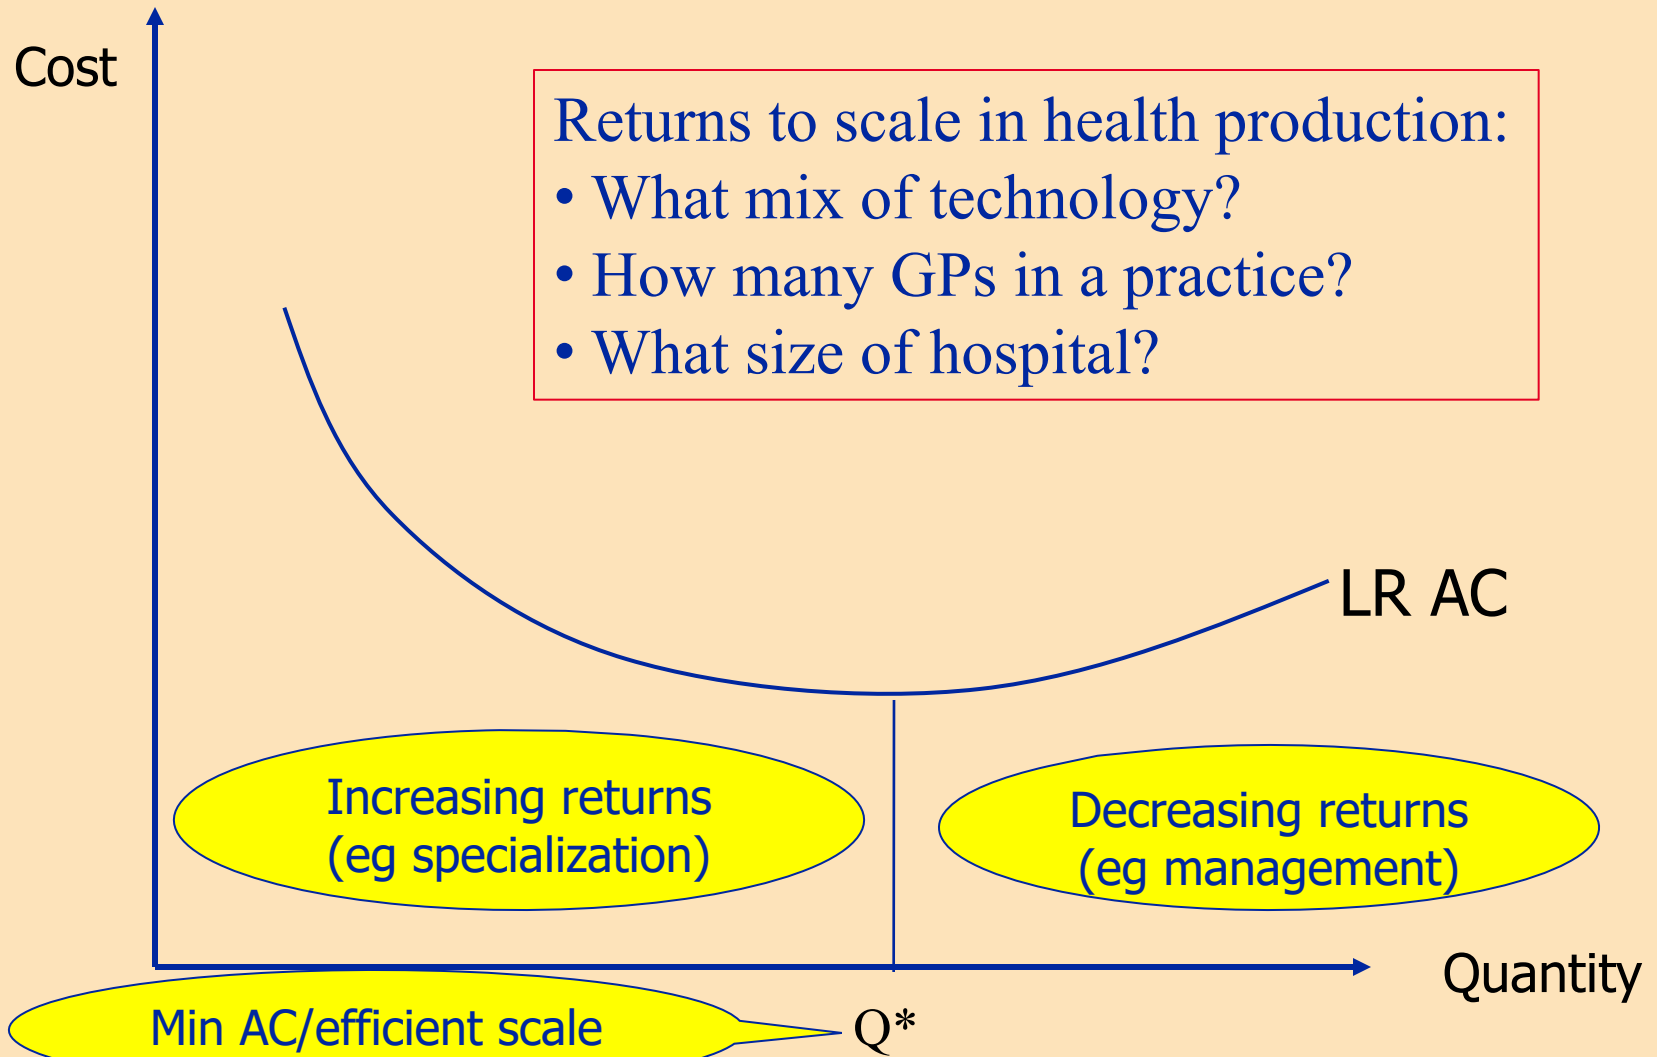 Cost
Returns to scale in health production:
• What mix of technology?
• How many GPs in a practice?
• What size of hospital?
LR AC
Increasing returns
(eg specialization)
Decreasing returns
(eg management)
Quantity
Min AC/efficient scale
Q*